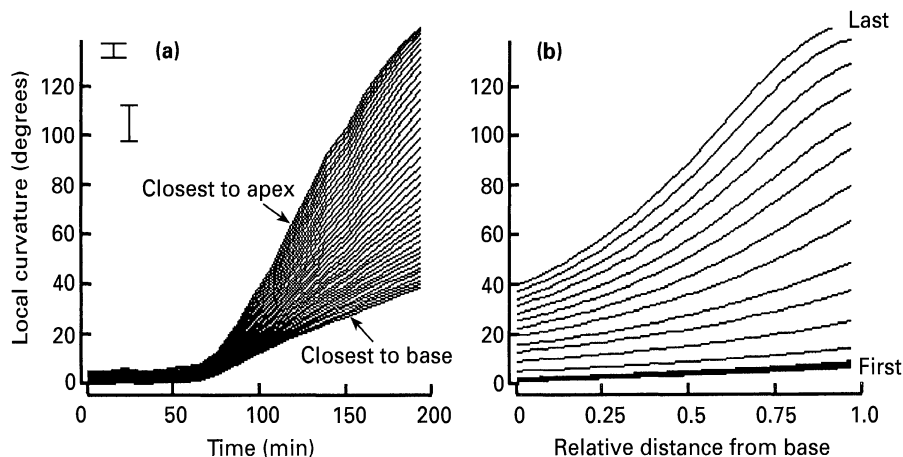 (a)
Local curvature (degrees)
120
100
80
60
40
20
0
Closest to apex
Closest to base
0
50
100
150
200
Time (min)
(b)
Last
120
100
80
60
40
20
0
First
0
0.25
0.5
0.75
1.0
Relative distance from base